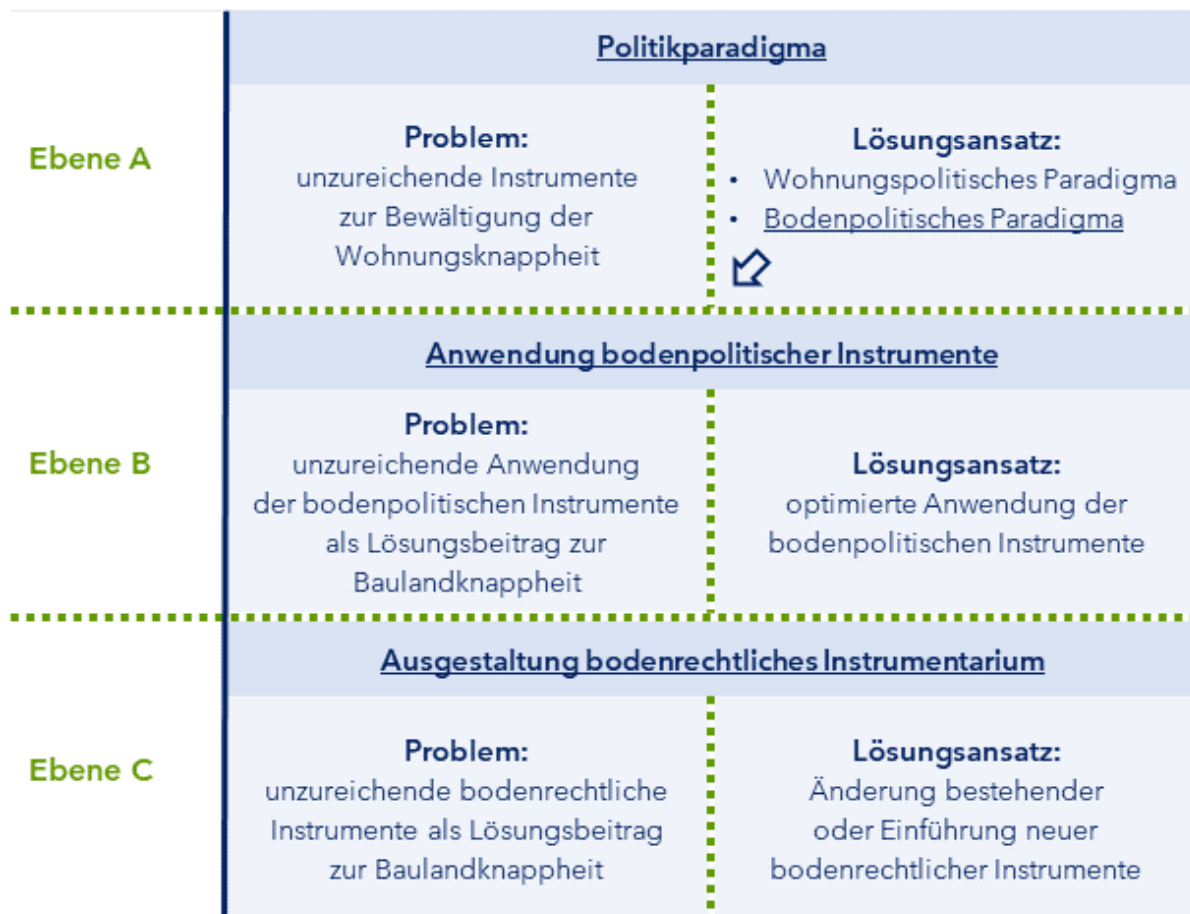 Politikparadigma
Ebene A
Problem:
unzureichende Instrumente
zur Bewältigung der
Wohnungsknappheit
Lösungsansatz:
• Wohnungspolitisches Paradigma
• Bodenpolitisches Paradigma
Anwendung bodenpolitischer Instrumente
Ebene B
Problem:
unzureichende Anwendung
der bodenpolitischen Instrumente
als Lösungsbeitrag zur
Baulandknappheit
Lösungsansatz:
optimierte Anwendung der
bodenpolitischen Instrumente
Ausgestaltung bodenrechtliches Instrumentarium
Ebene C
Problem:
unzureichende bodenrechtliche
Instrumente als Lösungsbeitrag
zur Baulandknappheit
Lösungsansatz:
Änderung bestehender
oder Einführung neuer
bodenrechtlicher Instrumente